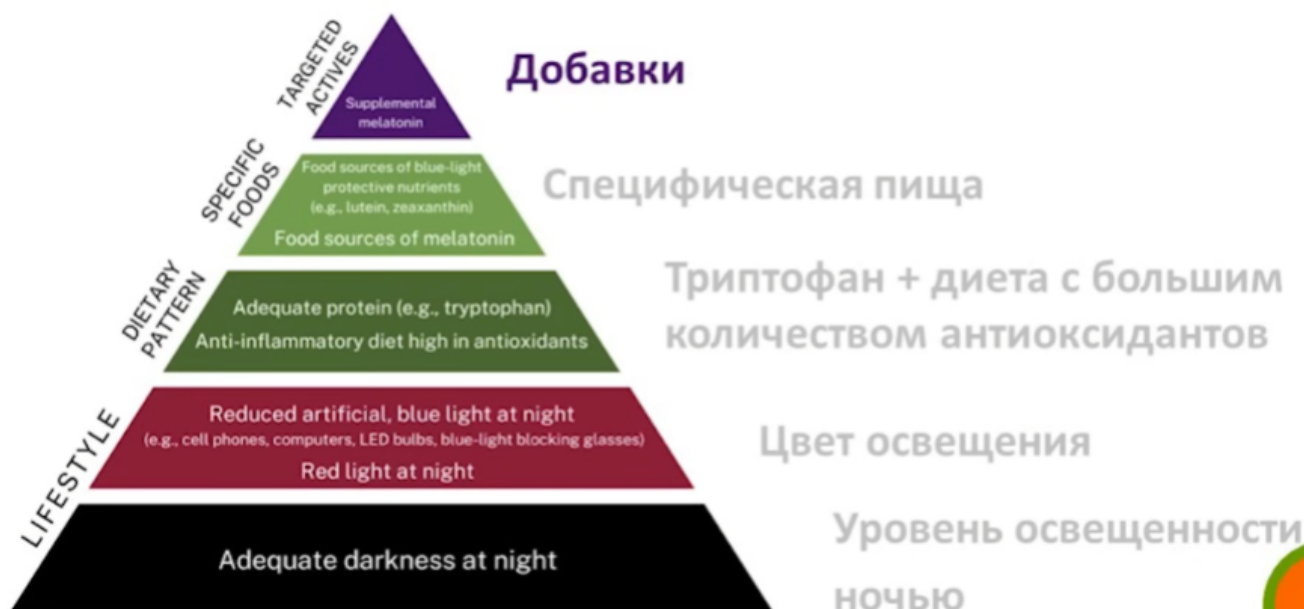 TARGETED
ACTIVES
Supplemental
melatonin
Добавки
SPECIFIC
FOODS
Food sources of blue-light
protective nutrients
(e.g., lutein, zeaxanthin)
Food sources of melatonin
Специфическая пища
DIETARY
PATTERN
Adequate protein (e.g., tryptophan)
Anti-inflammatory diet high in antioxidants
Триптофан + диета с большим
количеством антиоксидантов
LIFESTYLE
Reduced artificial, blue light at night
(e.g., cell phones, computers, LED bulbs, blue-light blocking glasses)
Red light at night
Цвет освещения
Adequate darkness at night
Уровень освещенности
ночью